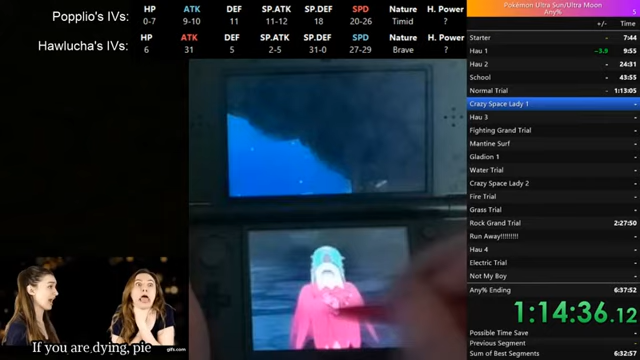 Popplio's IVs:
HP ATK DEF SP.ATK SP.DEF SPD Nature H. Power
0-7 9-10 11 11-12 18 20-26 Timid ?
Hawlucha's IVs:
HP ATK DEF SP.ATK SP.DEF SPD Nature H. Power
6 31 5 2-5 31-0 27-29 Brave ?
Pokémon Ultra Sun/Ultra Moon
Any% 5
+/- Time
Starter - 7:44
Hau 1 -3.9 9:55
Hau 2 - 24:31
School - 43:55
Normal Trial - 1:13:05
Crazy Space Lady 1 -
Hau 3 -
Fighting Grand Trial -
Mantine Surf -
Gladion 1 -
Water Trial -
Crazy Space Lady 2 -
Fire Trial -
Grass Trial -
Rock Grand Trial 2:27:50
Run Away!!!!!!!!! -
Hau 4 -
Electric Trial -
Not My Boy -
Any% Ending 6:37:52
1:14:36.12
Possible Time Save -
Previous Segment -
Sum of Best Segments 6:32:57
If you are dying, pie
gifs.com